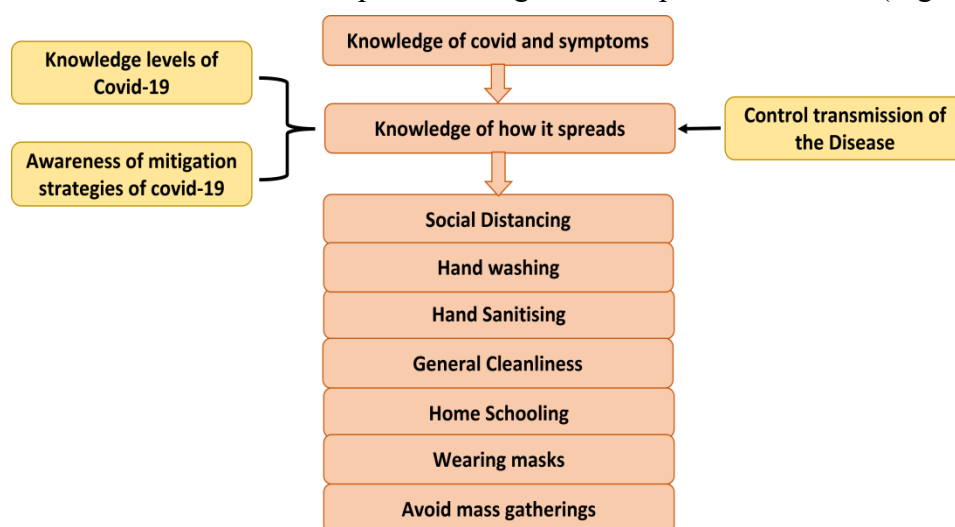 Knowledge of covid and symptoms
Knowledge levels of
Covid-19
Knowledge of how it spreads
Control transmission of
the Disease
Awareness of mitigation
strategies of covid-19
Social Distancing
Hand washing
Hand Sanitising
General Cleanliness
Home Schooling
Wearing masks
Avoid mass gatherings